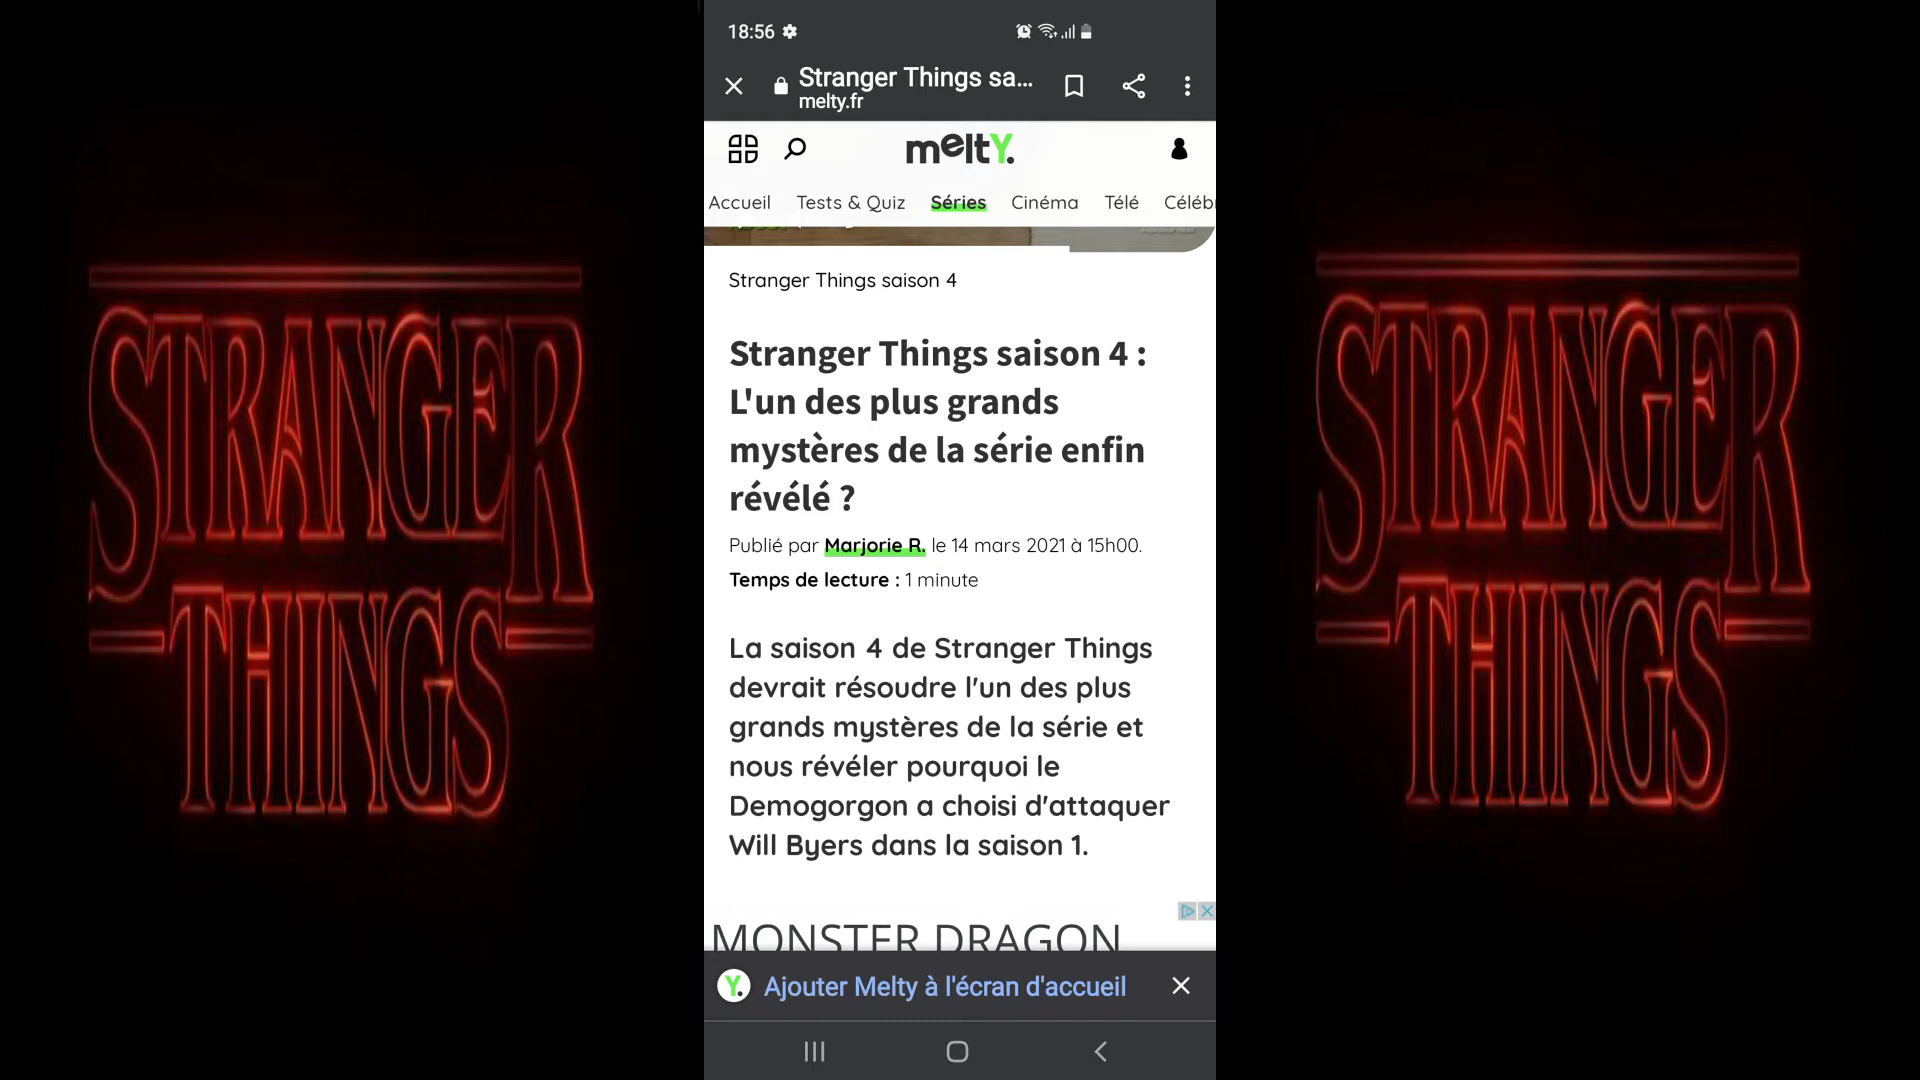 STRANGER
THINGS
18:56
Stranger Things sa...
melty.fr
meltY.
Accueil Tests & Quiz Séries Cinéma Télé Céléb
Stranger Things saison 4
Stranger Things saison 4 :
L'un des plus grands
mystères de la série enfin
révélé ?
Publié par Marjorie R. le 14 mars 2021 à 15h00.
Temps de lecture : 1 minute
La saison 4 de Stranger Things
devrait résoudre l'un des plus
grands mystères de la série et
nous révéler pourquoi le
Demogorgon a choisi d'attaquer
Will Byers dans la saison 1.
MONSTER DRAGON
Y. Ajouter Melty à l'écran d'accueil
STRANGER
THINGS